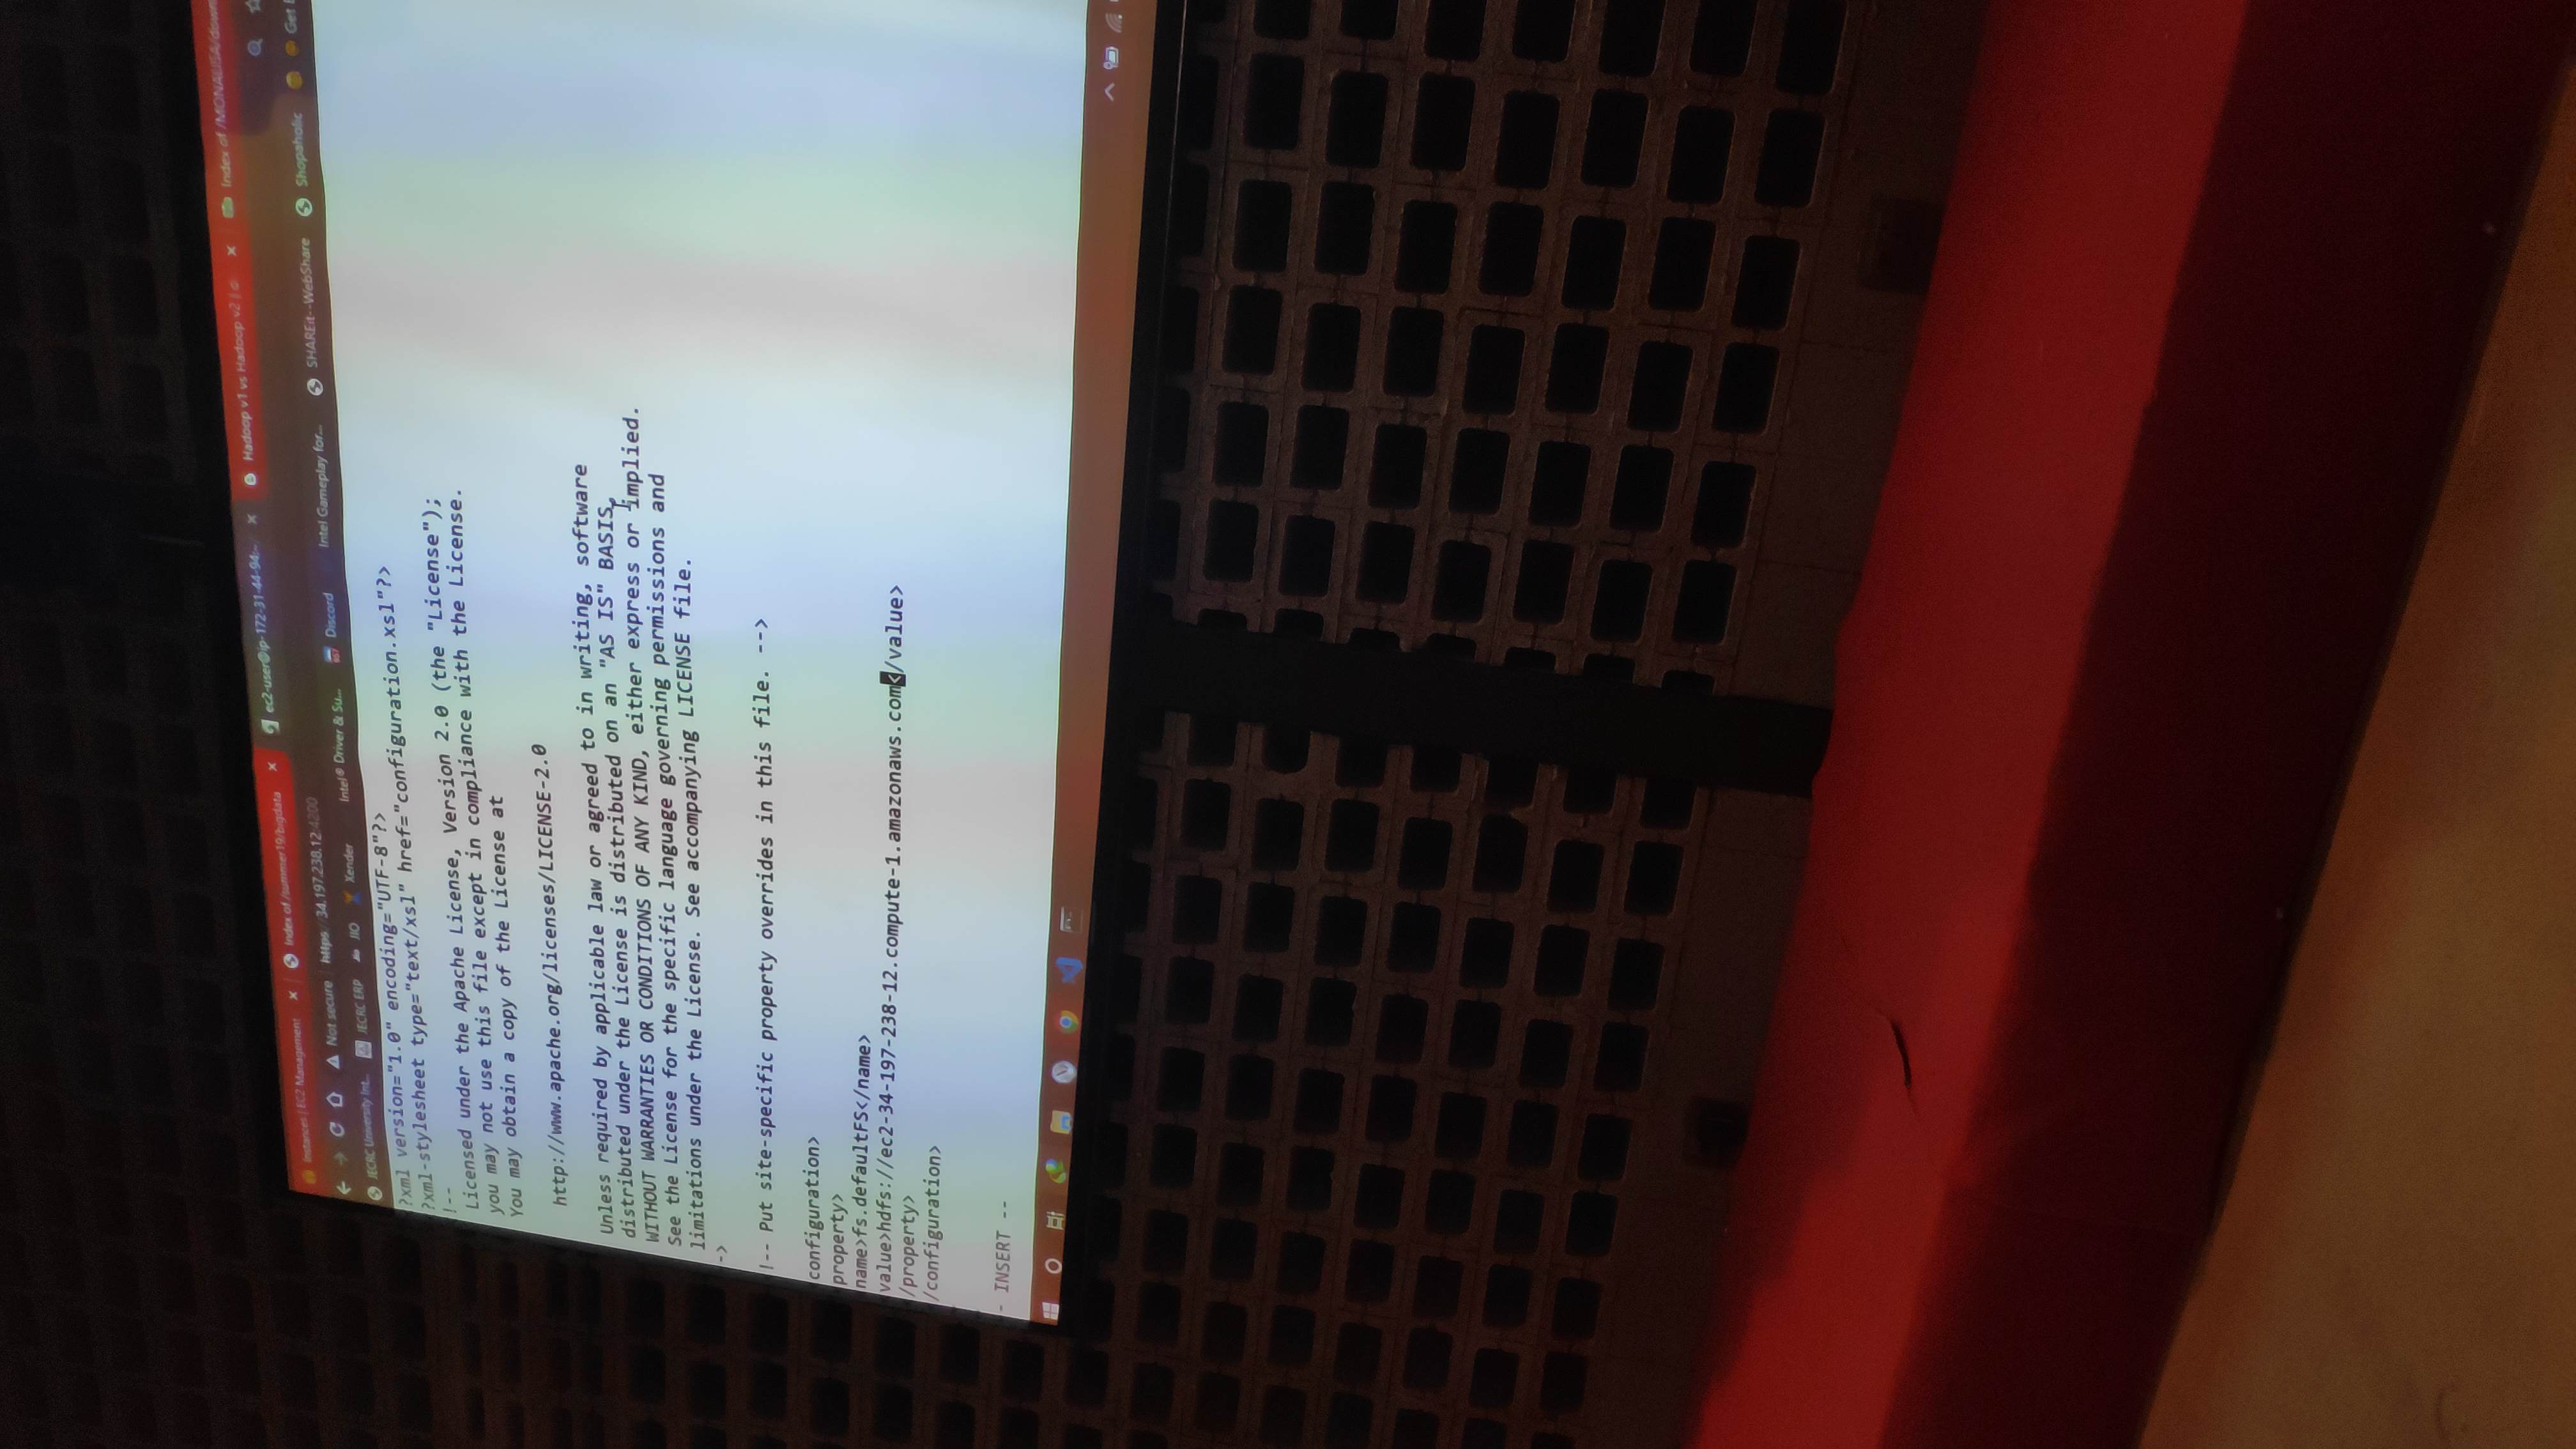 Instances | EC2 Management
Index of /summer19/bigdata
ec2-user@ip-172-31-44-94:~
Hadoop v1 vs Hadoop v2 |
Index of /MONALISA/down
Not secure https 34.197.238.12:4200
JECRC University Int...
JECRC ERP
Jio JIO
Xender
Intel® Driver & Su...
Discord
Intel Gameplay for...
SHAREit--WebShare
Shopaholic
Get
?xml version="1.0" encoding="UTF-8"?>
?xml-stylesheet type="text/xsl" href="configuration.xsl"?>
!--
Licensed under the Apache License, Version 2.0 (the "License");
you may not use this file except in compliance with the License.
You may obtain a copy of the License at
http://www.apache.org/licenses/LICENSE-2.0
Unless required by applicable law or agreed to in writing, software
distributed under the License is distributed on an "AS IS" BASIS,
WITHOUT WARRANTIES OR CONDITIONS OF ANY KIND, either express or implied.
See the License for the specific language governing permissions and
limitations under the License. See accompanying LICENSE file.
->
!-- Put site-specific property overrides in this file. -->
configuration>
property>
name>fs.defaultFS</name>
value>hdfs://ec2-34-197-238-12.compute-1.amazonaws.com</value>
/property>
/configuration>
- INSERT --